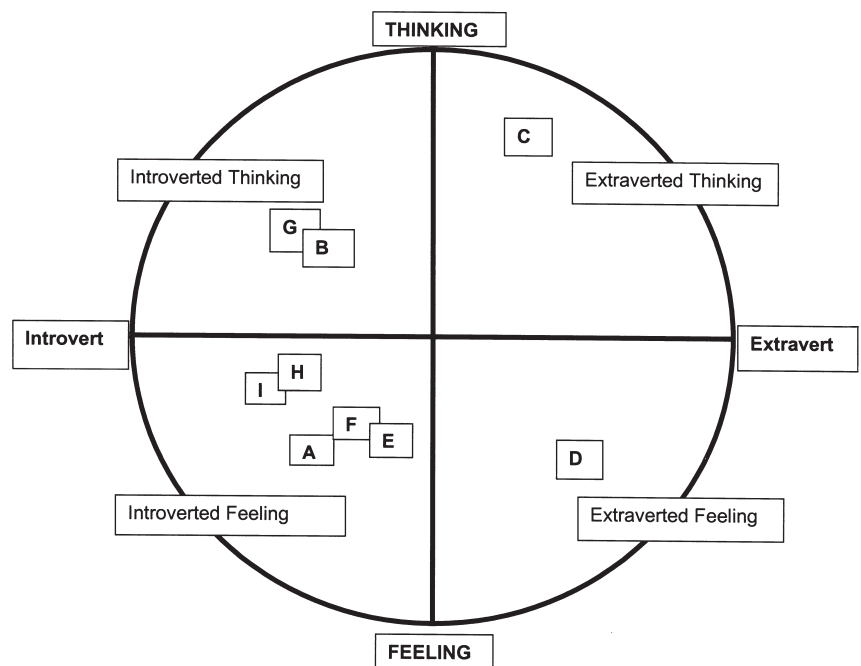 THINKING
C
Introverted Thinking
Extraverted Thinking
G
B
Introvert
Extravert
H
I
F
E
A
D
Introverted Feeling
Extraverted Feeling
FEELING